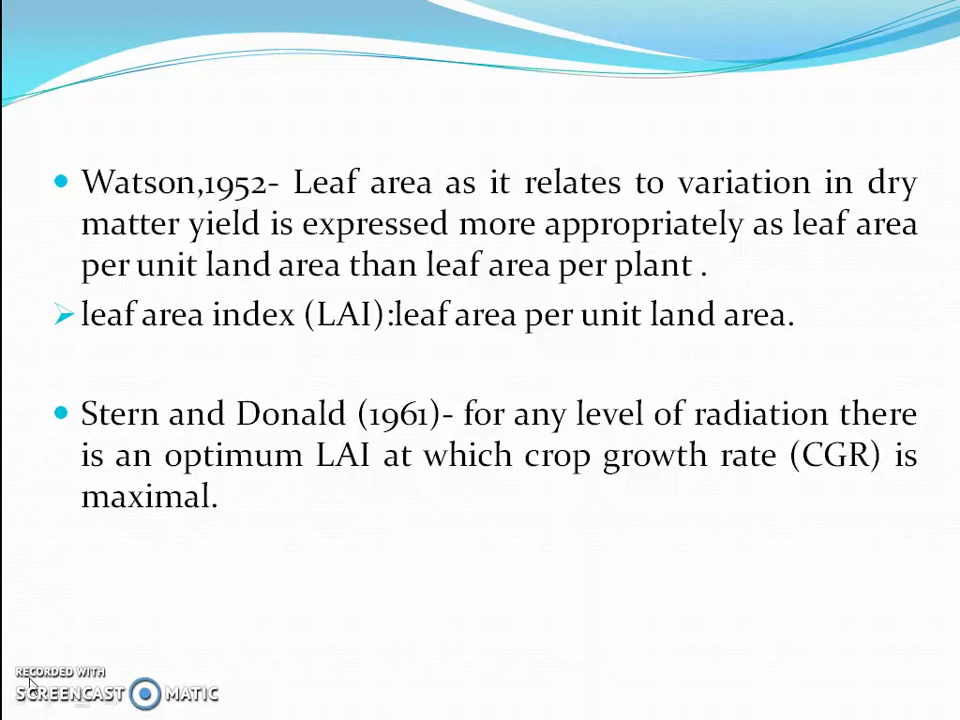 Watson,1952- Leaf area as it relates to variation in dry
matter yield is expressed more appropriately as leaf area
per unit land area than leaf area per plant .
leaf area index (LAI):leaf area per unit land area.
Stern and Donald (1961)- for any level of radiation there
is an optimum LAI at which crop growth rate (CGR) is
maximal.
RECORDED WITH
SCREENCAST MATIC